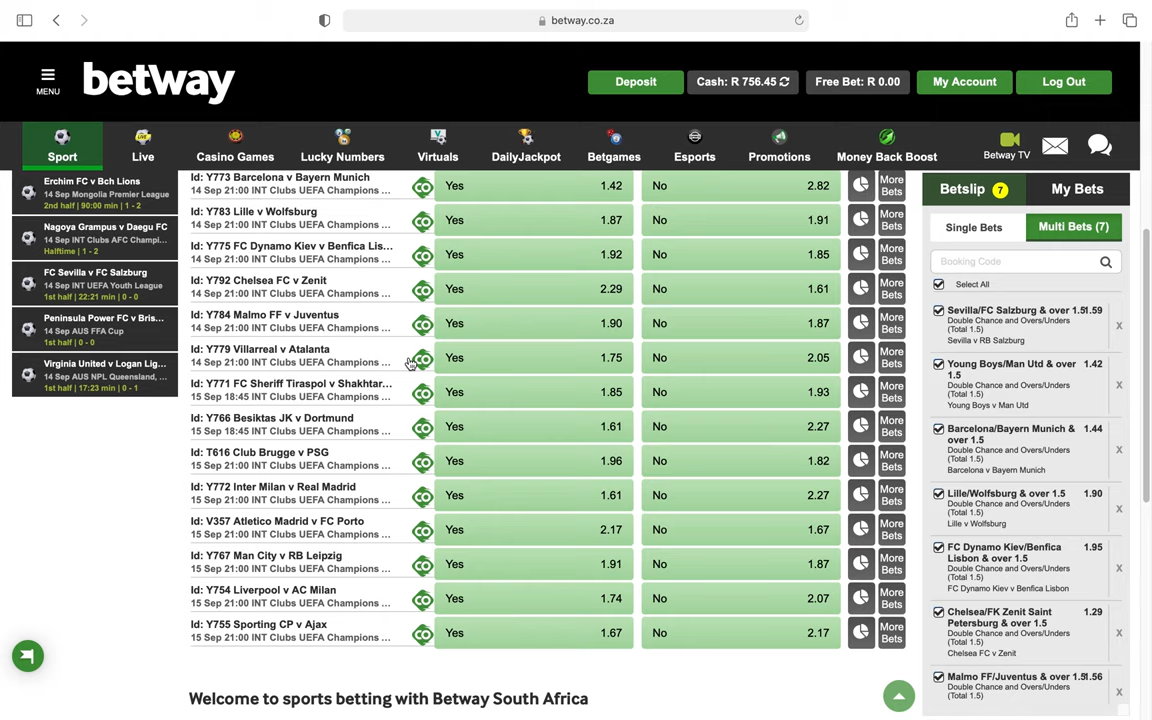 betway.co.za
MENU
betway
Deposit
Cash: R 756.45
Free Bet: R 0.00
My Account
Log Out
Sport
Live
Casino Games
Lucky Numbers
Virtuals
DailyJackpot
Betgames
Esports
Promotions
Money Back Boost
Betway TV
Erchim FC v Bch Lions
14 Sep Mongolia Premier League
2nd half | 90:00 min | 1 - 2
Nagoya Grampus v Daegu FC
14 Sep INT Clubs AFC Champi...
Halftime | 1 - 2
FC Sevilla v FC Salzburg
14 Sep INT UEFA Youth League
1st half | 22:21 min | 0 - 0
Peninsula Power FC v Bris...
14 Sep AUS FFA Cup
1st half | 0 - 0
Virginia United v Logan Lig...
14 Sep AUS NPL Queensland, ...
1st half | 17:23 min | 0 - 1
Id: Y773 Barcelona v Bayern Munich
14 Sep 21:00 INT Clubs UEFA Champions ...
Yes 1.42 No 2.82 More Bets
Id: Y783 Lille v Wolfsburg
14 Sep 21:00 INT Clubs UEFA Champions ...
Yes 1.87 No 1.91 More Bets
Id: Y775 FC Dynamo Kiev v Benfica Lis...
14 Sep 21:00 INT Clubs UEFA Champions ...
Yes 1.92 No 1.85 More Bets
Id: Y792 Chelsea FC v Zenit
14 Sep 21:00 INT Clubs UEFA Champions ...
Yes 2.29 No 1.61 More Bets
Id: Y784 Malmo FF v Juventus
14 Sep 21:00 INT Clubs UEFA Champions ...
Yes 1.90 No 1.87 More Bets
Id: Y779 Villarreal v Atalanta
14 Sep 21:00 INT Clubs UEFA Champions ...
Yes 1.75 No 2.05 More Bets
Id: Y771 FC Sheriff Tiraspol v Shakhtar...
15 Sep 18:45 INT Clubs UEFA Champions ...
Yes 1.85 No 1.93 More Bets
Id: Y766 Besiktas JK v Dortmund
15 Sep 18:45 INT Clubs UEFA Champions ...
Yes 1.61 No 2.27 More Bets
Id: T616 Club Brugge v PSG
15 Sep 21:00 INT Clubs UEFA Champions ...
Yes 1.96 No 1.82 More Bets
Id: Y772 Inter Milan v Real Madrid
15 Sep 21:00 INT Clubs UEFA Champions ...
Yes 1.61 No 2.27 More Bets
Id: V357 Atletico Madrid v FC Porto
15 Sep 21:00 INT Clubs UEFA Champions ...
Yes 2.17 No 1.67 More Bets
Id: Y767 Man City v RB Leipzig
15 Sep 21:00 INT Clubs UEFA Champions ...
Yes 1.91 No 1.87 More Bets
Id: Y754 Liverpool v AC Milan
15 Sep 21:00 INT Clubs UEFA Champions ...
Yes 1.74 No 2.07 More Bets
Id: Y755 Sporting CP v Ajax
15 Sep 21:00 INT Clubs UEFA Champions ...
Yes 1.67 No 2.17 More Bets
Welcome to sports betting with Betway South Africa
Betslip 7
My Bets
Single Bets
Multi Bets (7)
Booking Code
Select All
Sevilla/FC Salzburg & over 1.5 1.59
Double Chance and Overs/Unders
(Total 1.5)
Sevilla v RB Salzburg
x
Young Boys/Man Utd & over 1.42
1.5
Double Chance and Overs/Unders
(Total 1.5)
Young Boys v Man Utd
x
Barcelona/Bayern Munich & 1.44
over 1.5
Double Chance and Overs/Unders
(Total 1.5)
Barcelona v Bayern Munich
x
Lille/Wolfsburg & over 1.5 1.90
Double Chance and Overs/Unders
(Total 1.5)
Lille v Wolfsburg
x
FC Dynamo Kiev/Benfica 1.95
Lisbon & over 1.5
Double Chance and Overs/Unders
(Total 1.5)
FC Dynamo Kiev v Benfica Lisbon
x
Chelsea/FK Zenit Saint 1.29
Petersburg & over 1.5
Double Chance and Overs/Unders
(Total 1.5)
Chelsea FC v Zenit
x
Malmo FF/Juventus & over 1.5 1.56
Double Chance and Overs/Unders
(Total 1.5)
x